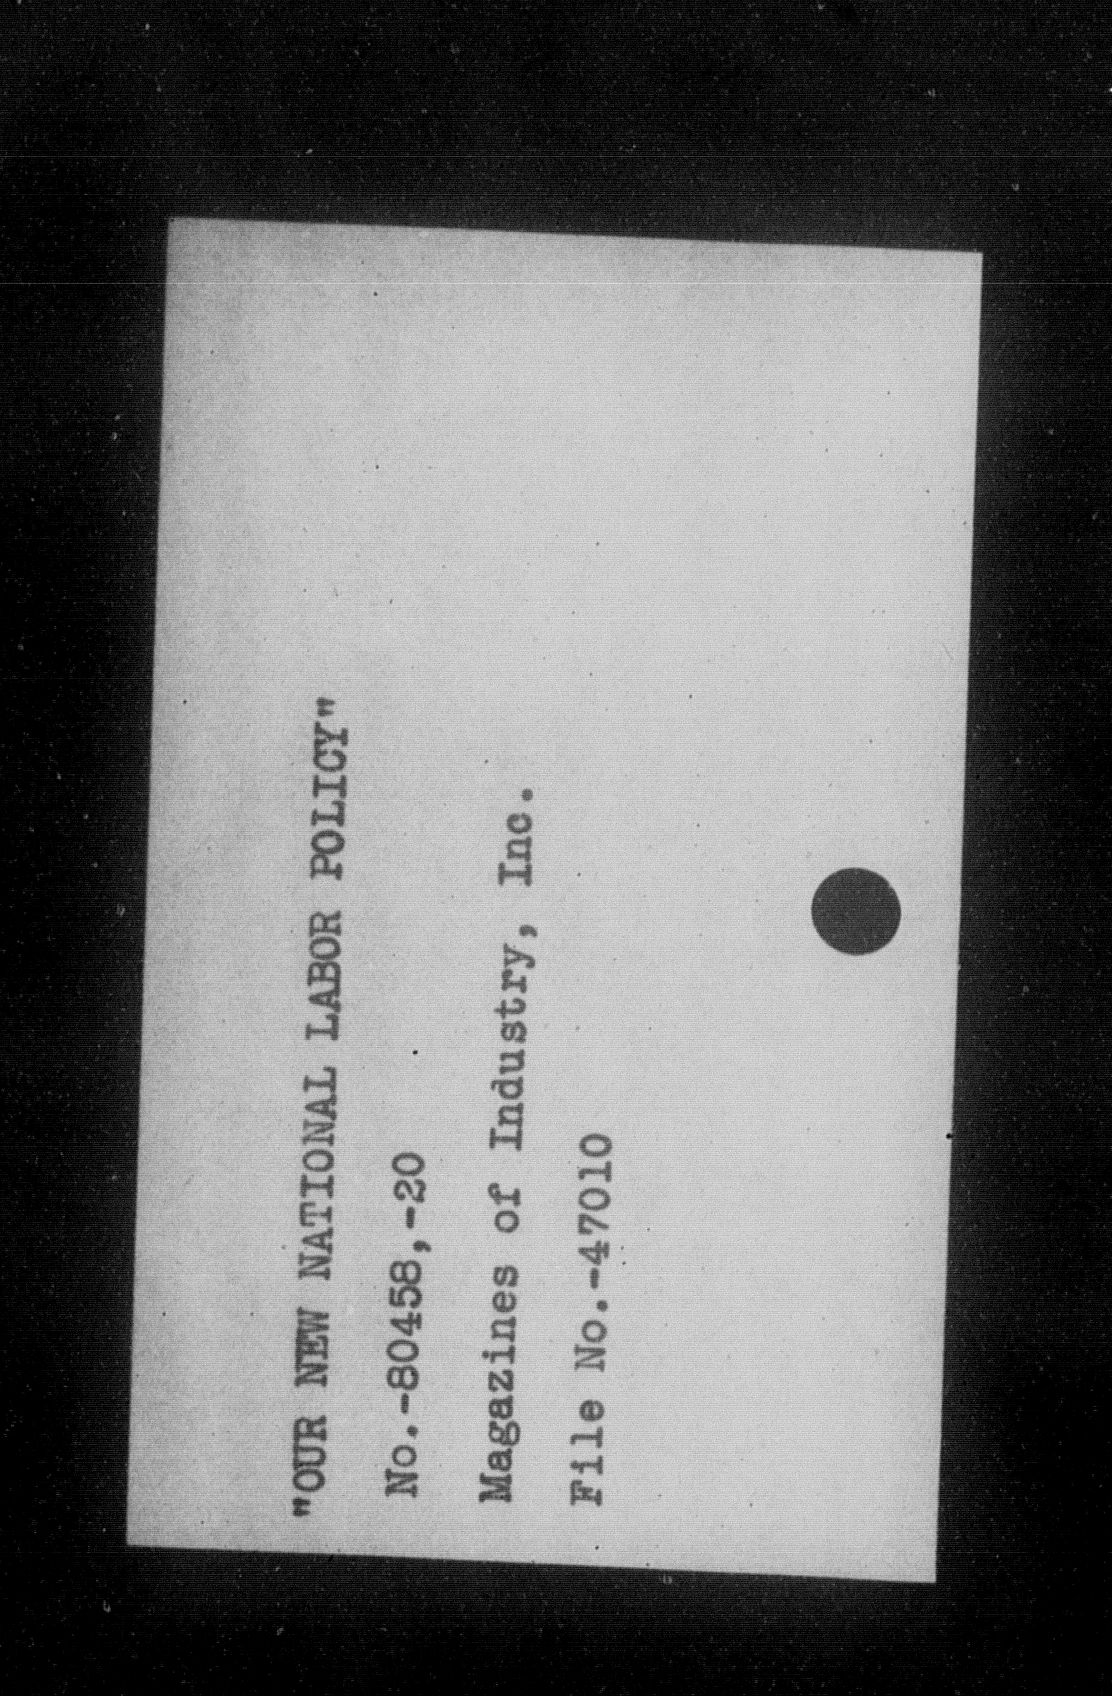 "OUR NEW NATIONAL LABOR POLICY"
No.-80458,-20
Magazines of Industry, Inc.
File No.-47010